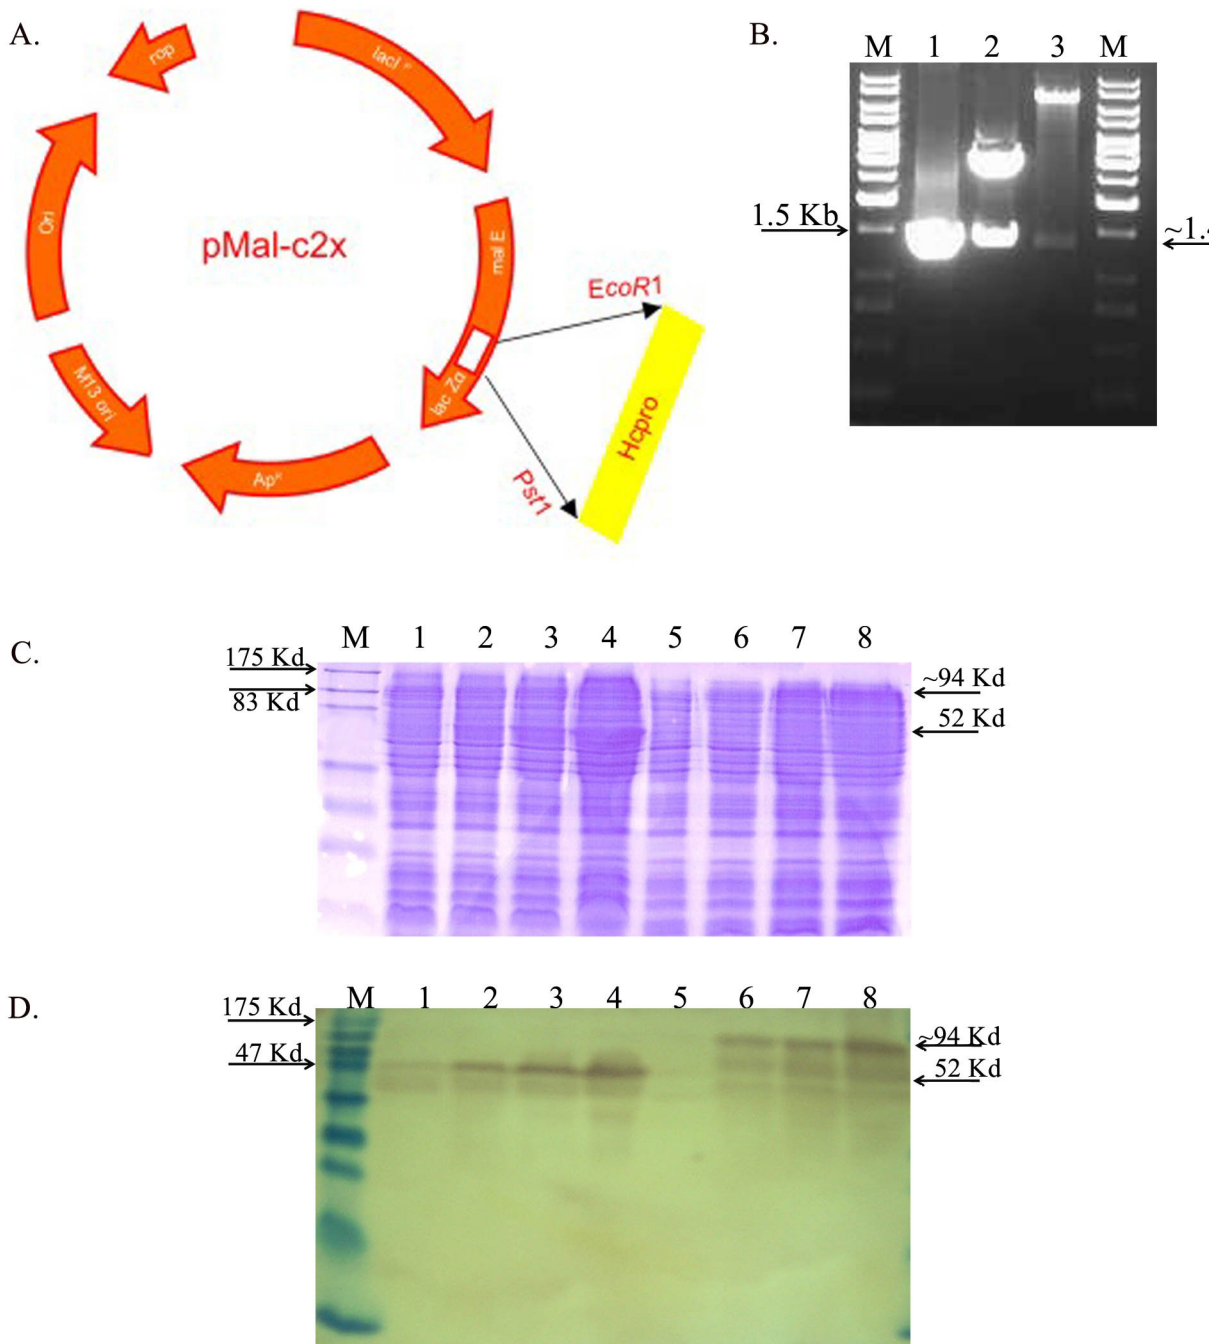 A.
rop
lacI q
Ori
pMal-c2x
mal E
EcoR1
lac Zα
M13 ori
Hcpro
Ap
Pst1
B.
M 1 2 3 M
1.5 Kb
~1.4
C.
M 1 2 3 4 5 6 7 8
175 Kd
~94 Kd
83 Kd
52 Kd
D.
M 1 2 3 4 5 6 7 8
175 Kd
~94 Kd
47 Kd
52 Kd